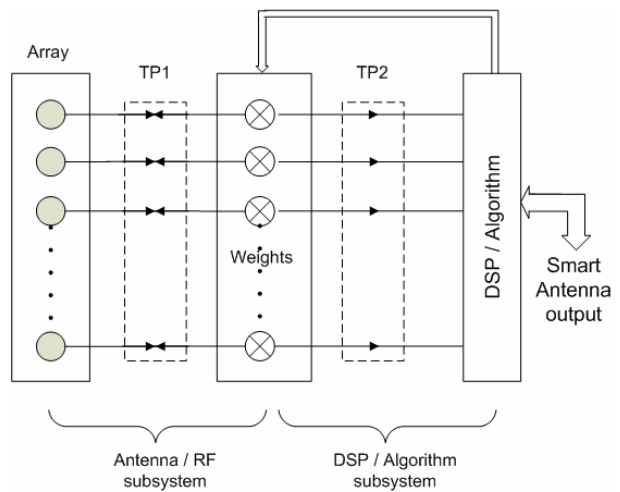 Array
TP1
TP2
Weights
DSP / Algorithm
Smart
Antenna
output
Antenna / RF
subsystem
DSP / Algorithm
subsystem